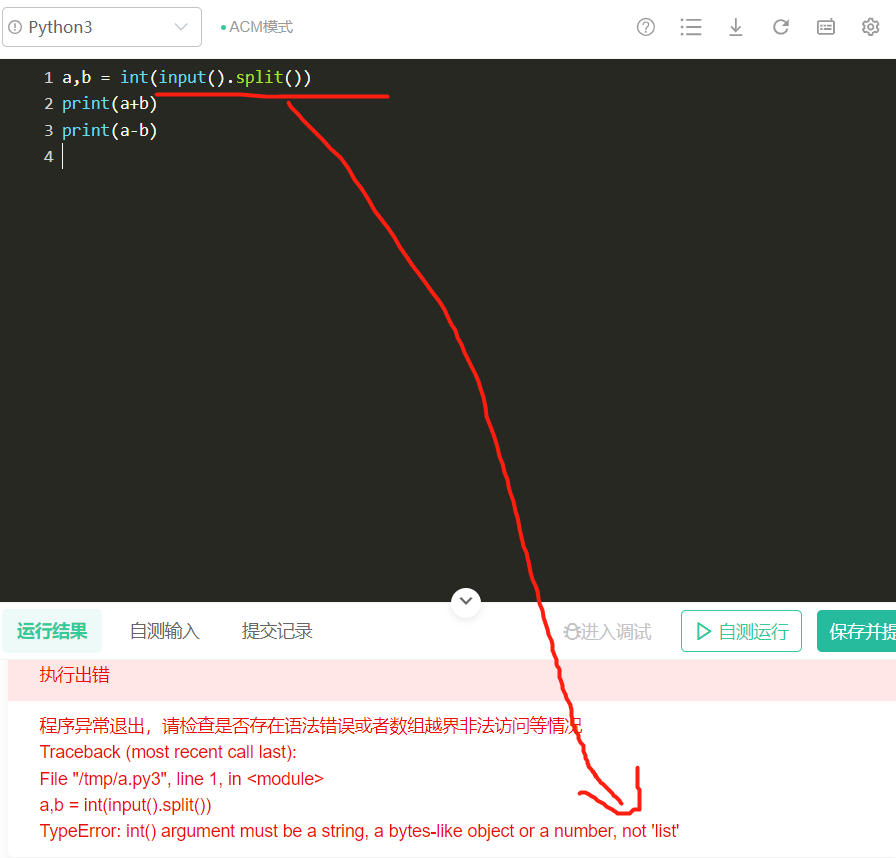 Python3
ACM模式
1 a,b = int(input().split())
2 print(a+b)
3 print(a-b)
4
运行结果 自测输入 提交记录 进入调试 自测运行 保存并提
执行出错
程序异常退出，请检查是否存在语法错误或者数组越界非法访问等情况
Traceback (most recent call last):
File "/tmp/a.py3", line 1, in <module>
a,b = int(input().split())
TypeError: int() argument must be a string, a bytes-like object or a number, not 'list'